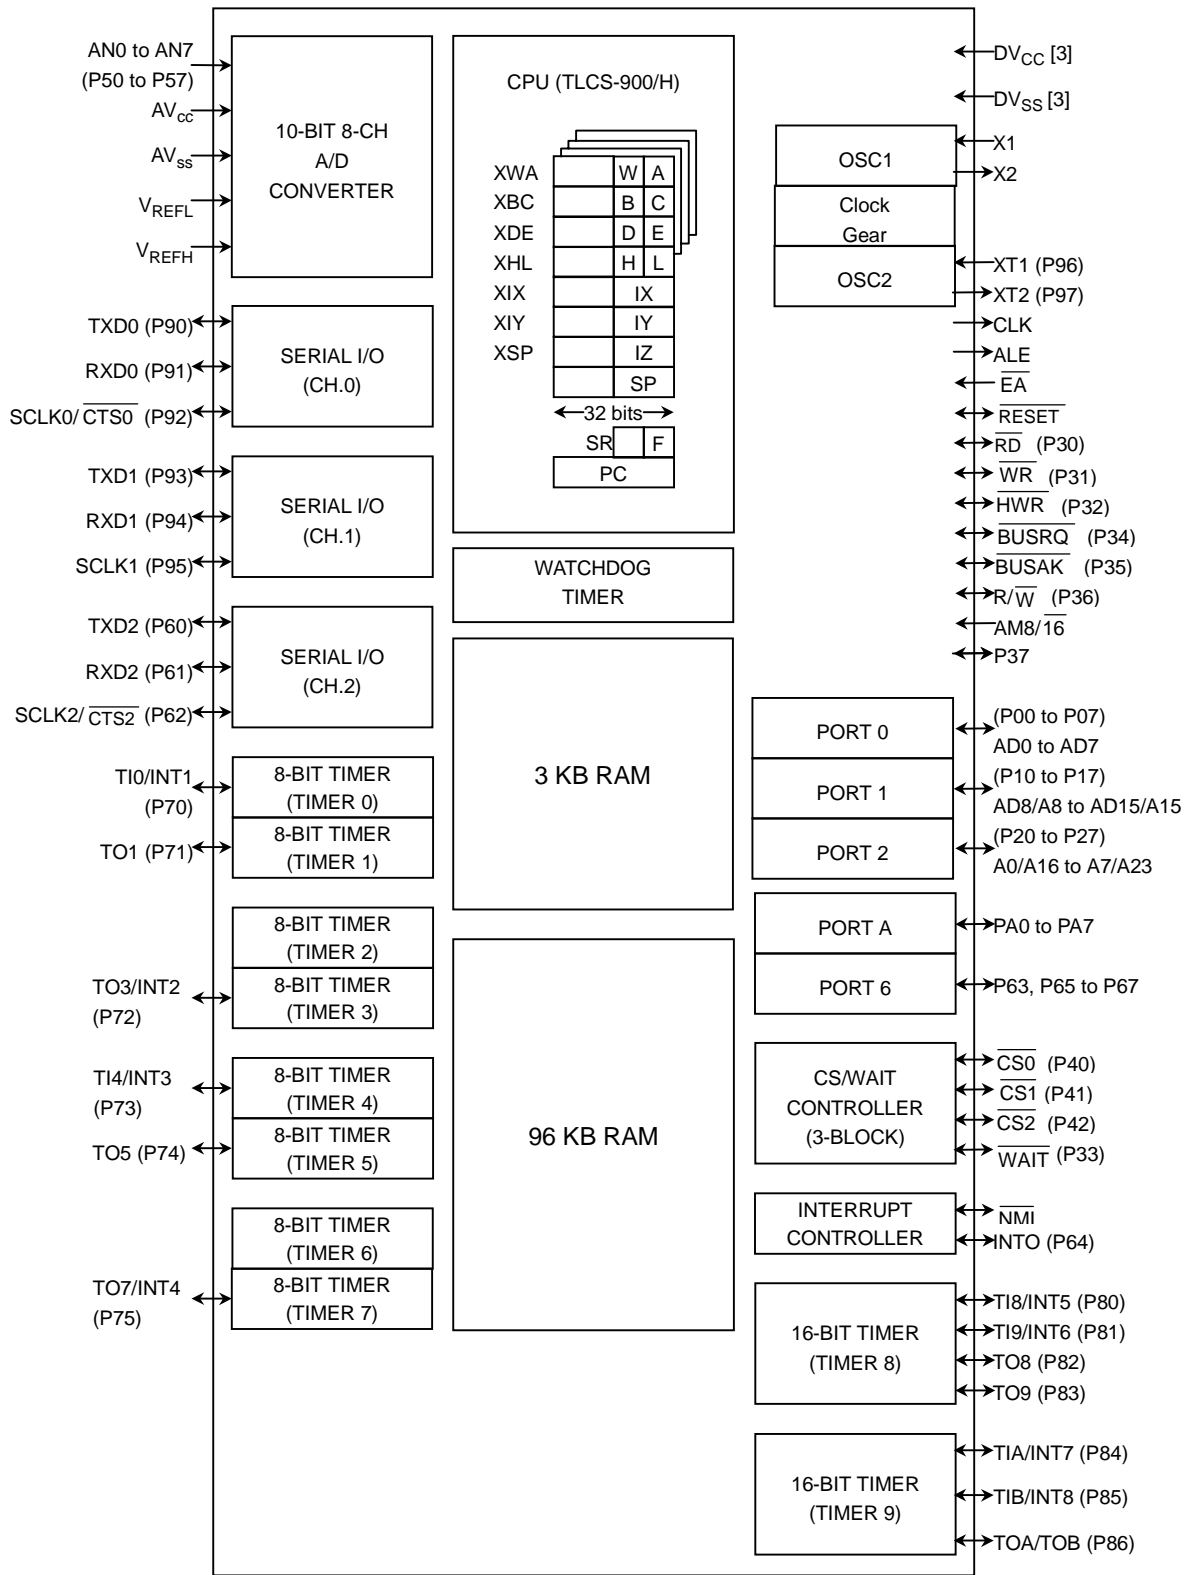 AN0 to AN7
(P50 to P57)
AVcc
AVss
VREFL
VREFH
10-BIT 8-CH
A/D
CONVERTER
TXD0 (P90)
RXD0 (P91)
SCLK0/ CTS0 (P92)
SERIAL I/O
(CH.0)
TXD1 (P93)
RXD1 (P94)
SCLK1 (P95)
SERIAL I/O
(CH.1)
TXD2 (P60)
RXD2 (P61)
SCLK2/ CTS2 (P62)
SERIAL I/O
(CH.2)
TI0/INT1
(P70)
8-BIT TIMER
(TIMER 0)
TO1 (P71)
8-BIT TIMER
(TIMER 1)
8-BIT TIMER
(TIMER 2)
TO3/INT2
(P72)
8-BIT TIMER
(TIMER 3)
TI4/INT3
(P73)
8-BIT TIMER
(TIMER 4)
TO5 (P74)
8-BIT TIMER
(TIMER 5)
8-BIT TIMER
(TIMER 6)
TO7/INT4
(P75)
8-BIT TIMER
(TIMER 7)
CPU (TLCS-900/H)
XWA W A
XBC B C
XDE D E
XHL H L
XIX IX
XIY IY
XSP IZ
SP
32 bits
SR F
PC
WATCHDOG
TIMER
3 KB RAM
96 KB RAM
DVCC [3]
DVSS [3]
OSC1
X1
X2
Clock
Gear
OSC2
XT1 (P96)
XT2 (P97)
CLK
ALE
EA
RESET
RD (P30)
WR (P31)
HWR (P32)
BUSRQ (P34)
BUSAK (P35)
R/W (P36)
AM8/16
P37
PORT 0
(P00 to P07)
AD0 to AD7
PORT 1
(P10 to P17)
AD8/A8 to AD15/A15
PORT 2
(P20 to P27)
A0/A16 to A7/A23
PORT A
PA0 to PA7
PORT 6
P63, P65 to P67
CS/WAIT
CONTROLLER
(3-BLOCK)
CS0 (P40)
CS1 (P41)
CS2 (P42)
WAIT (P33)
INTERRUPT
CONTROLLER
NMI
INTO (P64)
16-BIT TIMER
(TIMER 8)
TI8/INT5 (P80)
TI9/INT6 (P81)
TO8 (P82)
TO9 (P83)
16-BIT TIMER
(TIMER 9)
TIA/INT7 (P84)
TIB/INT8 (P85)
TOA/TOB (P86)